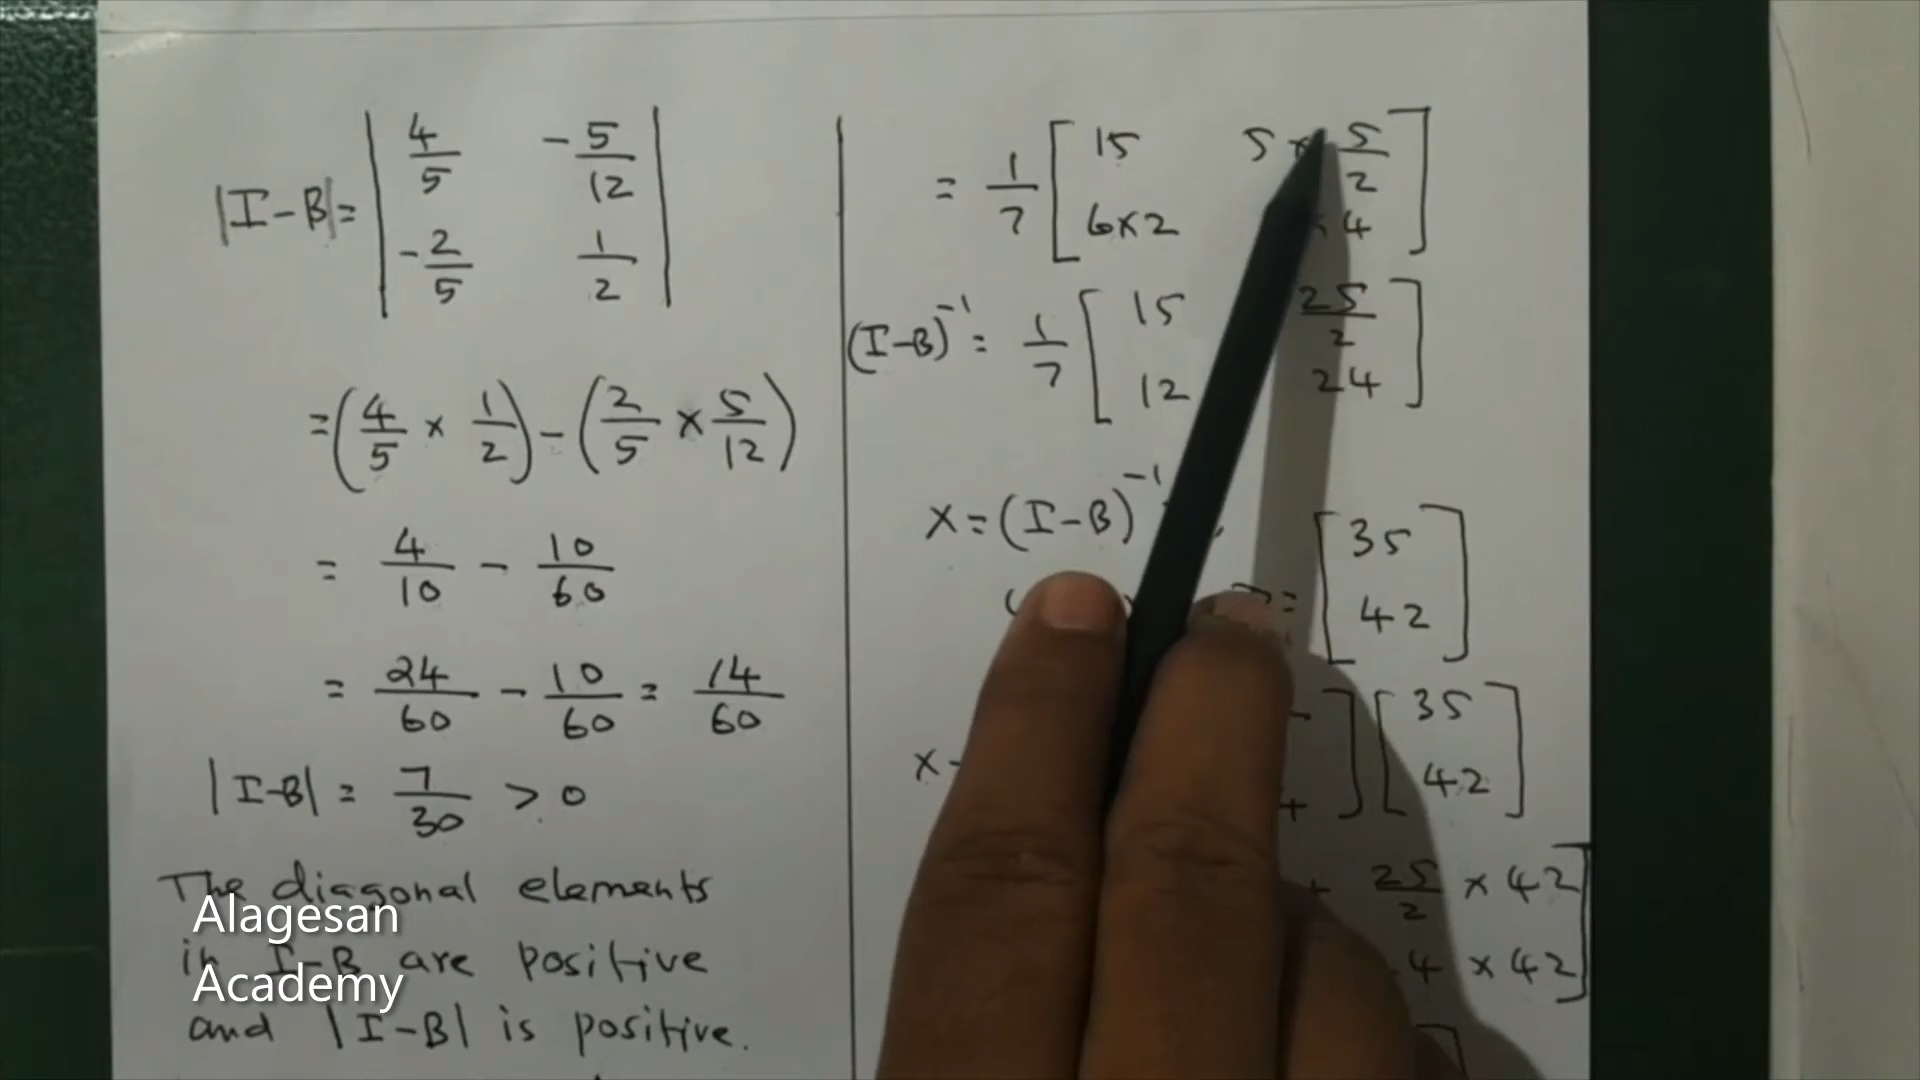 |I-B| = | 4/5 -5/12 |
| -2/5 1/2 |
= (4/5 × 1/2) - (2/5 × 5/12)
= 4/10 - 10/60
= 24/60 - 10/60 = 14/60
|I-B| = 7/30 > 0
The diagonal elements
in I-B are positive
and |I-B| is positive.
Alagesan
Academy
= 1/7 [ 15 5 × 5/2 ]
[ 6×2 × 4 ]
(I-B)⁻¹ = 1/7 [ 15 25/2 ]
[ 12 24 ]
X = (I-B)⁻¹
= [ 35 ]
[ 42 ]
X
] [ 35 ]
[ 42 ]
+ 25/2 × 42 ]
4 × 42 ]